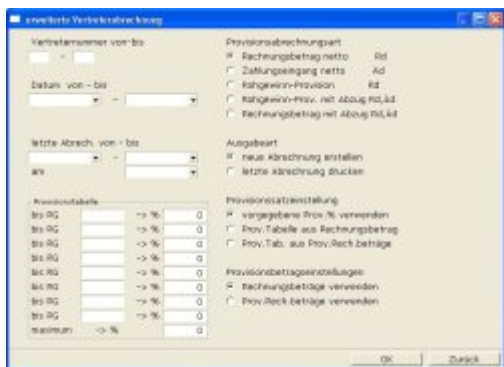 erweiterte Vertreterabrechnung
Vertreternummer von-bis
-
Datum von - bis
-
letzte Abrech. von - bis
-
am
Provisionstabelle
bis RG -> % 0
bis RG -> % 0
bis RG -> % 0
bis RG -> % 0
bis RG -> % 0
bis RG -> % 0
bis RG -> % 0
bis RG -> % 0
maximum -> % 0
Provisionsabrechnungsart
Rechnungsbetrag netto Rd
Zahlungseingang netto Ad
Rohgewinn-Provision Rd
Rohgewinn-Prov. mit Abzug Rd,Ad
Rechnungsbetrag mit Abzug Rd,Ad
Ausgabeart
neue Abrechnung erstellen
letzte Abrechnung drucken
Provisionssatzeinstellung
vorgegebene Prov.% verwenden
Prov.Tabelle aus Rechnungsbetrag
Prov.Tab. aus Prov.Rech.beträge
Provisionsbetragseinstellungen
Rechnungsbeträge verwenden
Prov.Rech.beträge verwenden
OK
Zurück